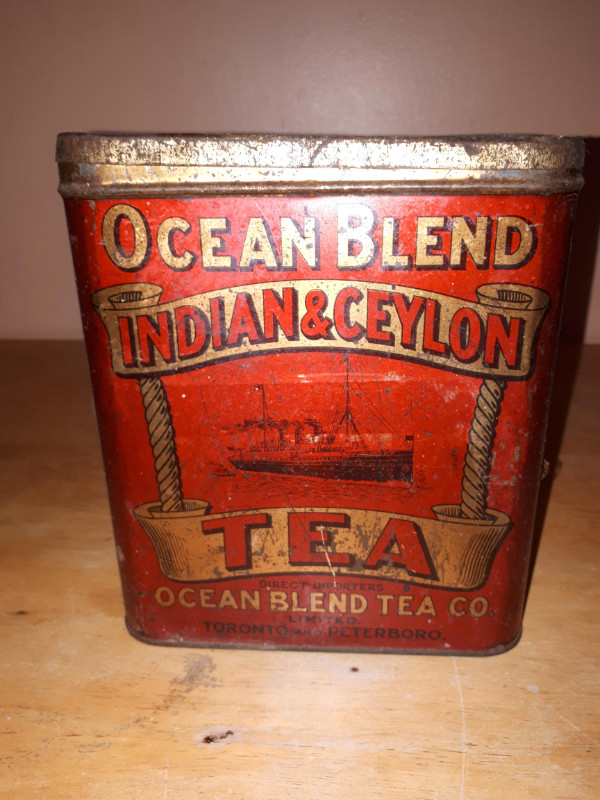 OCEAN BLEND
INDIAN & CEYLON
TEA
DIRECT IMPORTERS
OCEAN BLEND TEA CO.
LIMITED.
TORONTO AND PETERBORO.